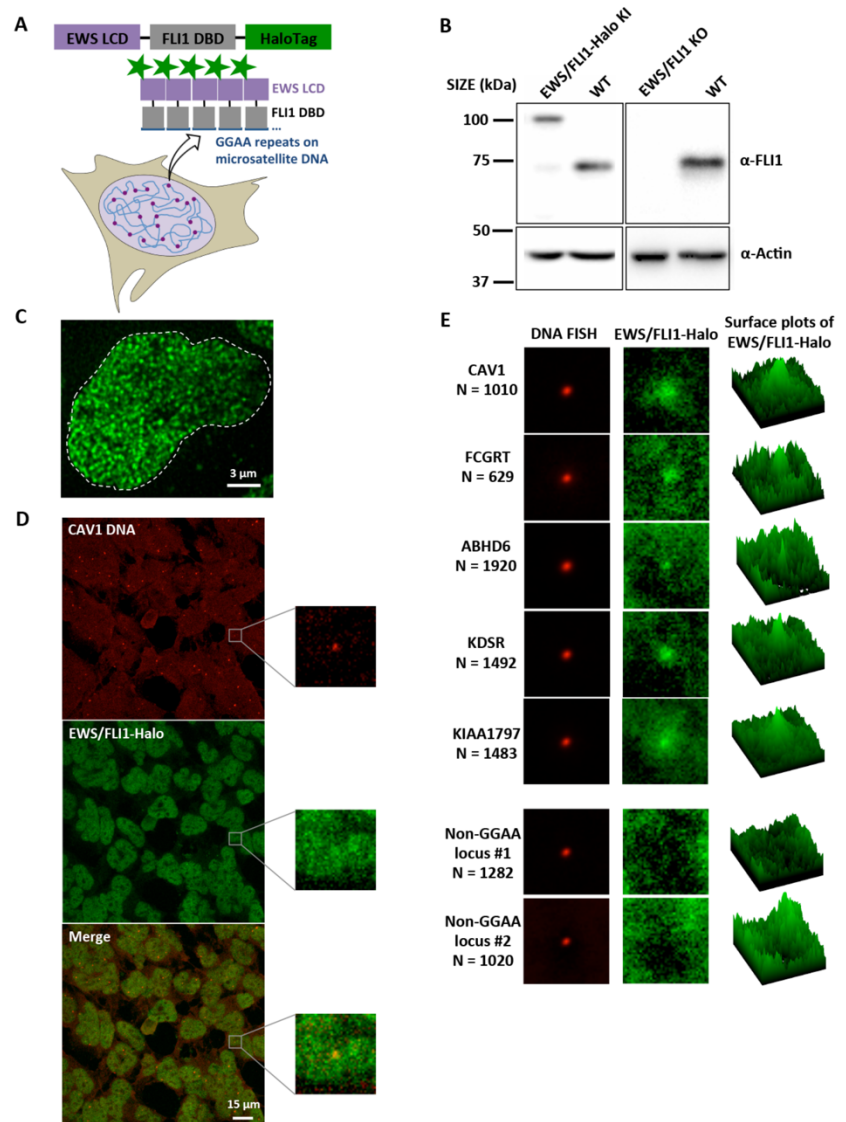 A
EWS LCD
FLI1 DBD
HaloTag
EWS LCD
FLI1 DBD
...
GGAA repeats on
microsatellite DNA
B
EWS/FLI1-Halo KI
WT
EWS/FLI1 KO
WT
SIZE (kDa)
100
75
50
37
α-FLI1
α-Actin
C
3 µm
D
CAV1 DNA
EWS/FLI1-Halo
Merge
15 µm
E
DNA FISH
EWS/FLI1-Halo
Surface plots of
EWS/FLI1-Halo
CAV1
N = 1010
FCGRT
N = 629
ABHD6
N = 1920
KDSR
N = 1492
KIAA1797
N = 1483
Non-GGAA
locus #1
N = 1282
Non-GGAA
locus #2
N = 1020